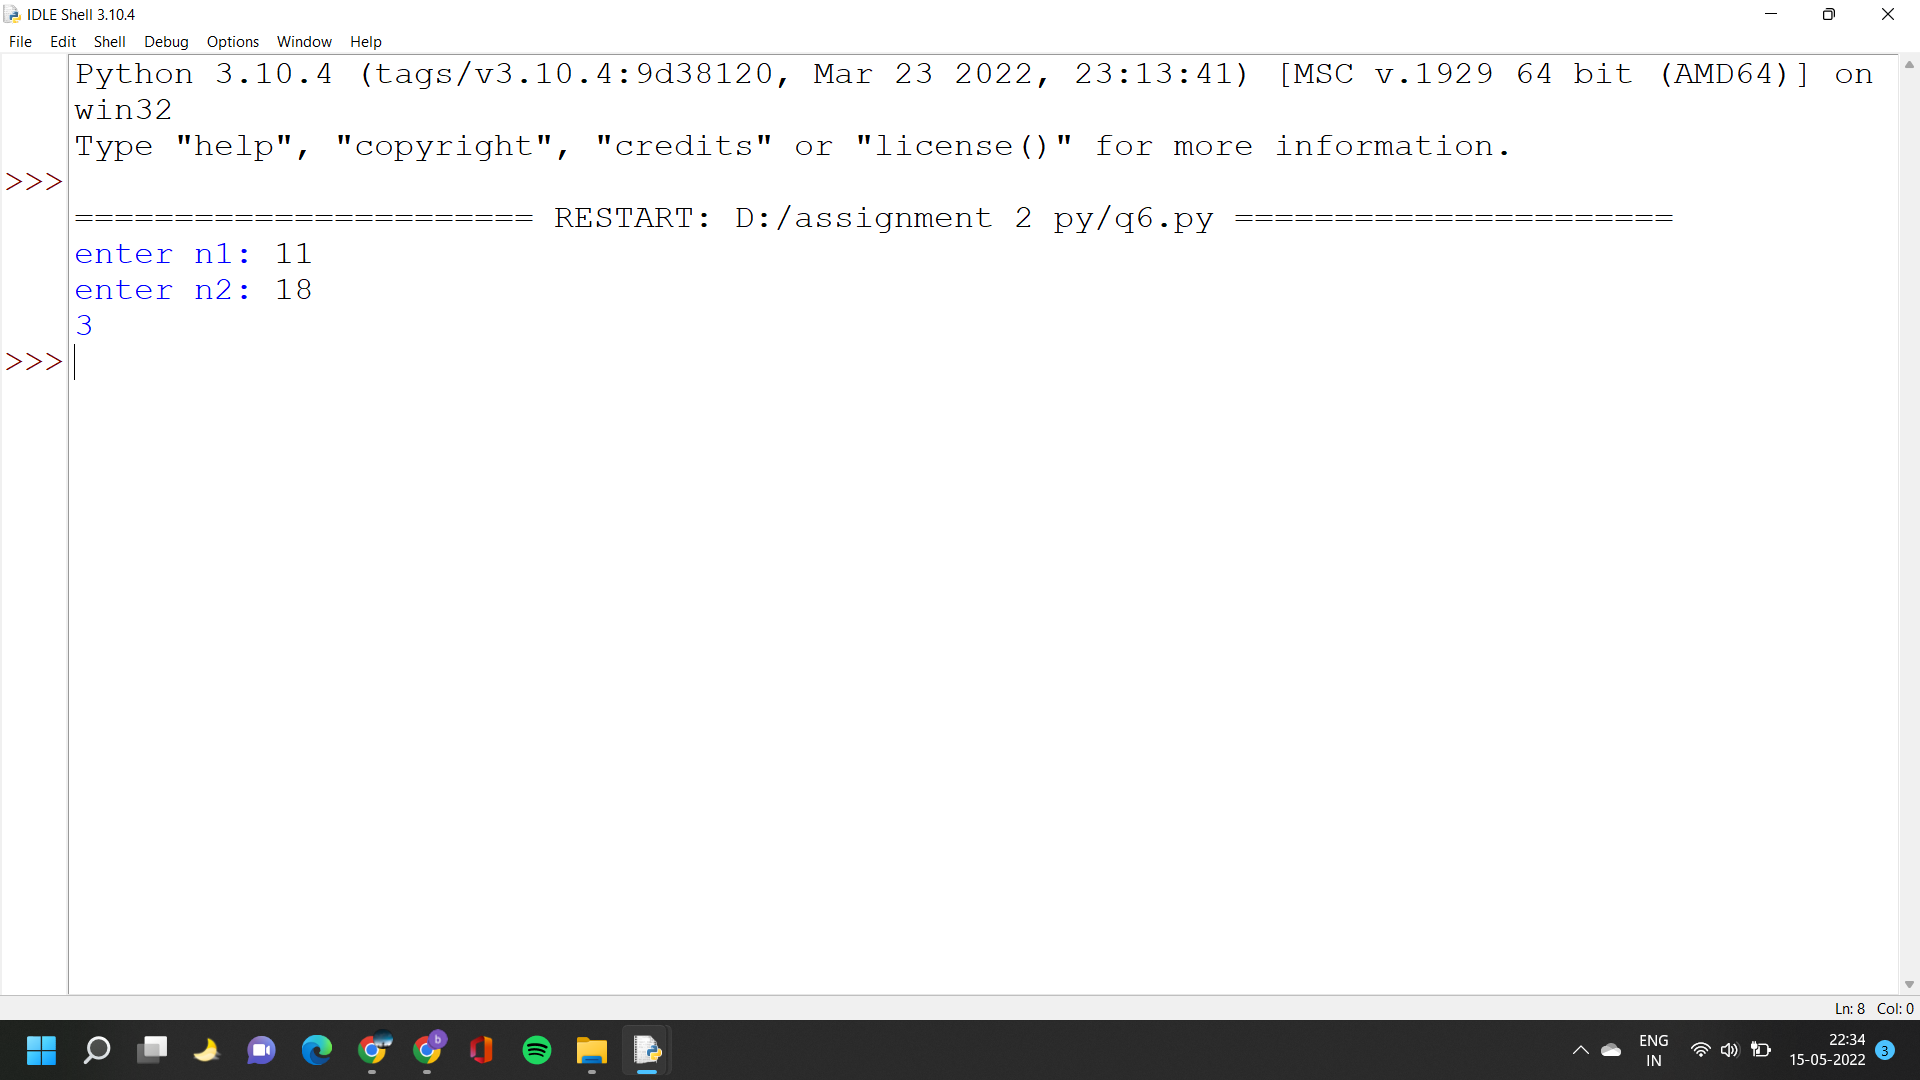 IDLE Shell 3.10.4
File Edit Shell Debug Options Window Help
Python 3.10.4 (tags/v3.10.4:9d38120, Mar 23 2022, 23:13:41) [MSC v.1929 64 bit (AMD64)] on
win32
Type "help", "copyright", "credits" or "license()" for more information.
>>>
======================= RESTART: D:/assignment 2 py/q6.py ======================
enter n1: 11
enter n2: 18
3
>>>
Ln: 8 Col: 0
b
ENG
IN
22:34
15-05-2022
3